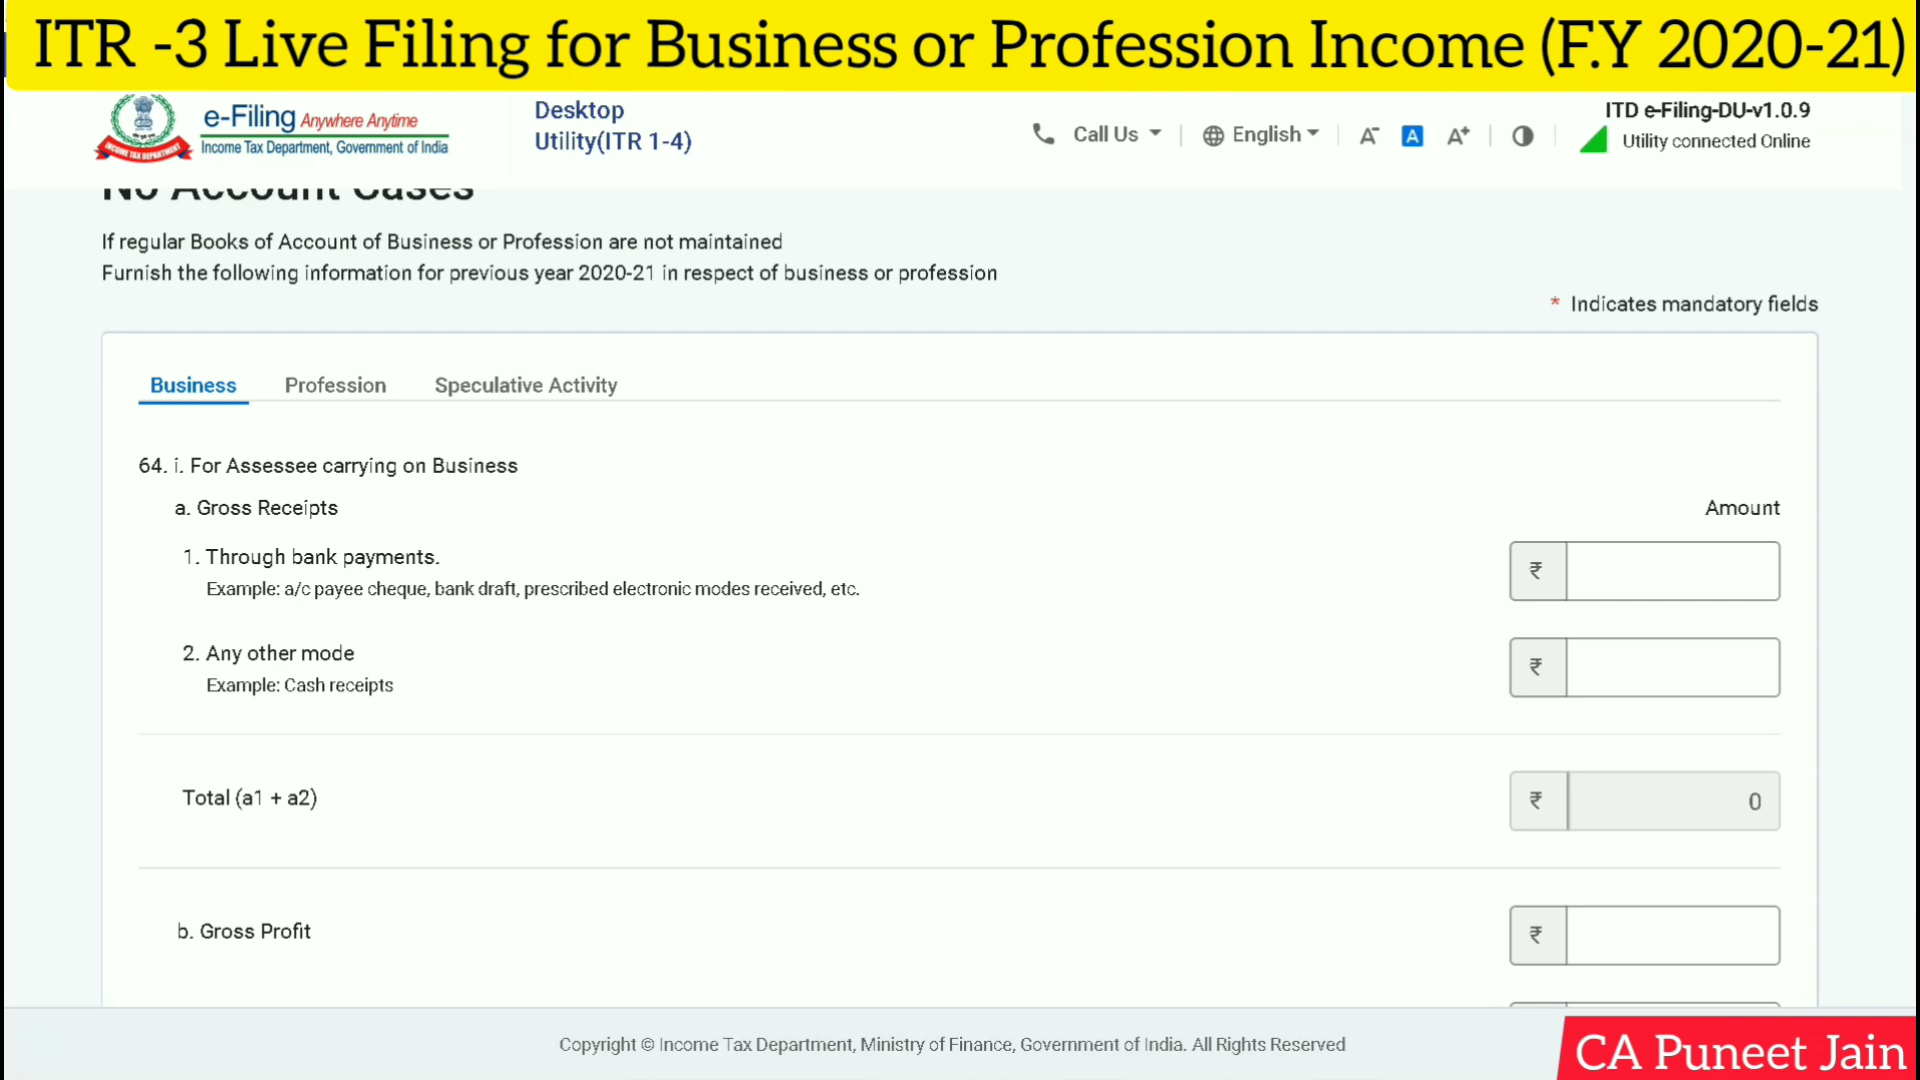 ITR -3 Live Filing for Business or Profession Income (F.Y 2020-21)
e-Filing Anywhere Anytime
Income Tax Department, Government of India
INCOME TAX DEPARTMENT
Desktop
Utility(ITR 1-4)
Call Us
English
A-
A
A+
ITD e-Filing-DU-v1.0.9
Utility connected Online
No Account Cases
If regular Books of Account of Business or Profession are not maintained
Furnish the following information for previous year 2020-21 in respect of business or profession
* Indicates mandatory fields
Business Profession Speculative Activity
64. i. For Assessee carrying on Business
a. Gross Receipts
Amount
1. Through bank payments.
₹
Example: a/c payee cheque, bank draft, prescribed electronic modes received, etc.
2. Any other mode
₹
Example: Cash receipts
Total (a1 + a2)
₹ 0
b. Gross Profit
₹
Copyright © Income Tax Department, Ministry of Finance, Government of India. All Rights Reserved
CA Puneet Jain